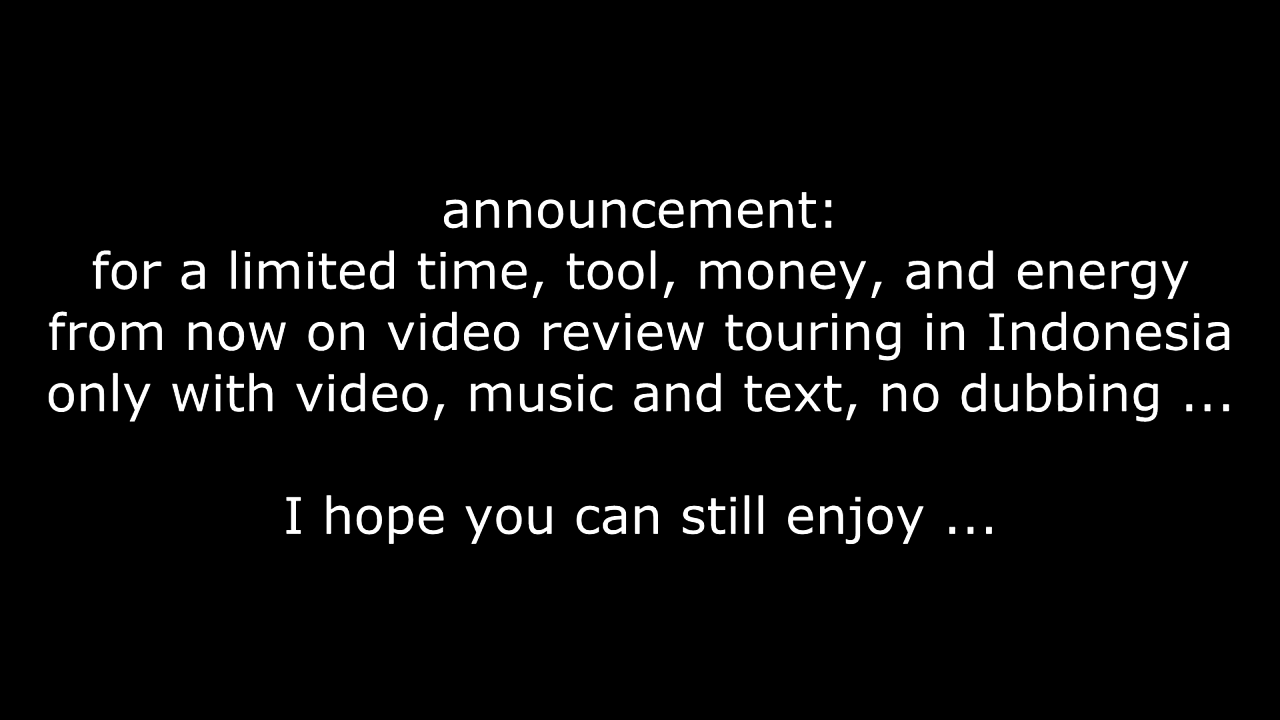 announcement:
for a limited time, tool, money, and energy
from now on video review touring in Indonesia
only with video, music and text, no dubbing ...
I hope you can still enjoy ...